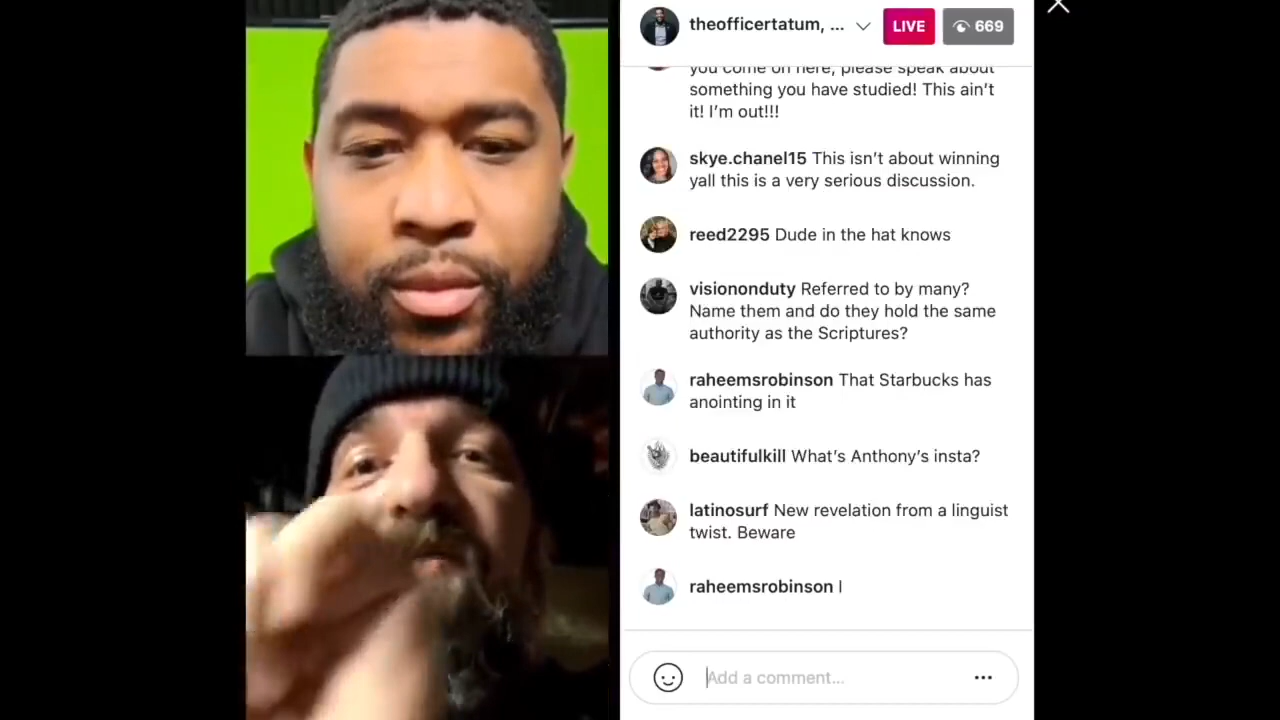 theofficertatum, ...
LIVE
669
you come on here, please speak about
something you have studied! This ain't
it! I'm out!!!
skye.chanel15 This isn't about winning
yall this is a very serious discussion.
reed2295 Dude in the hat knows
visiononduty Referred to by many?
Name them and do they hold the same
authority as the Scriptures?
raheemsrobinson That Starbucks has
anointing in it
beautifulkill What's Anthony's insta?
latinosurf New revelation from a linguist
twist. Beware
raheemsrobinson I
Add a comment...